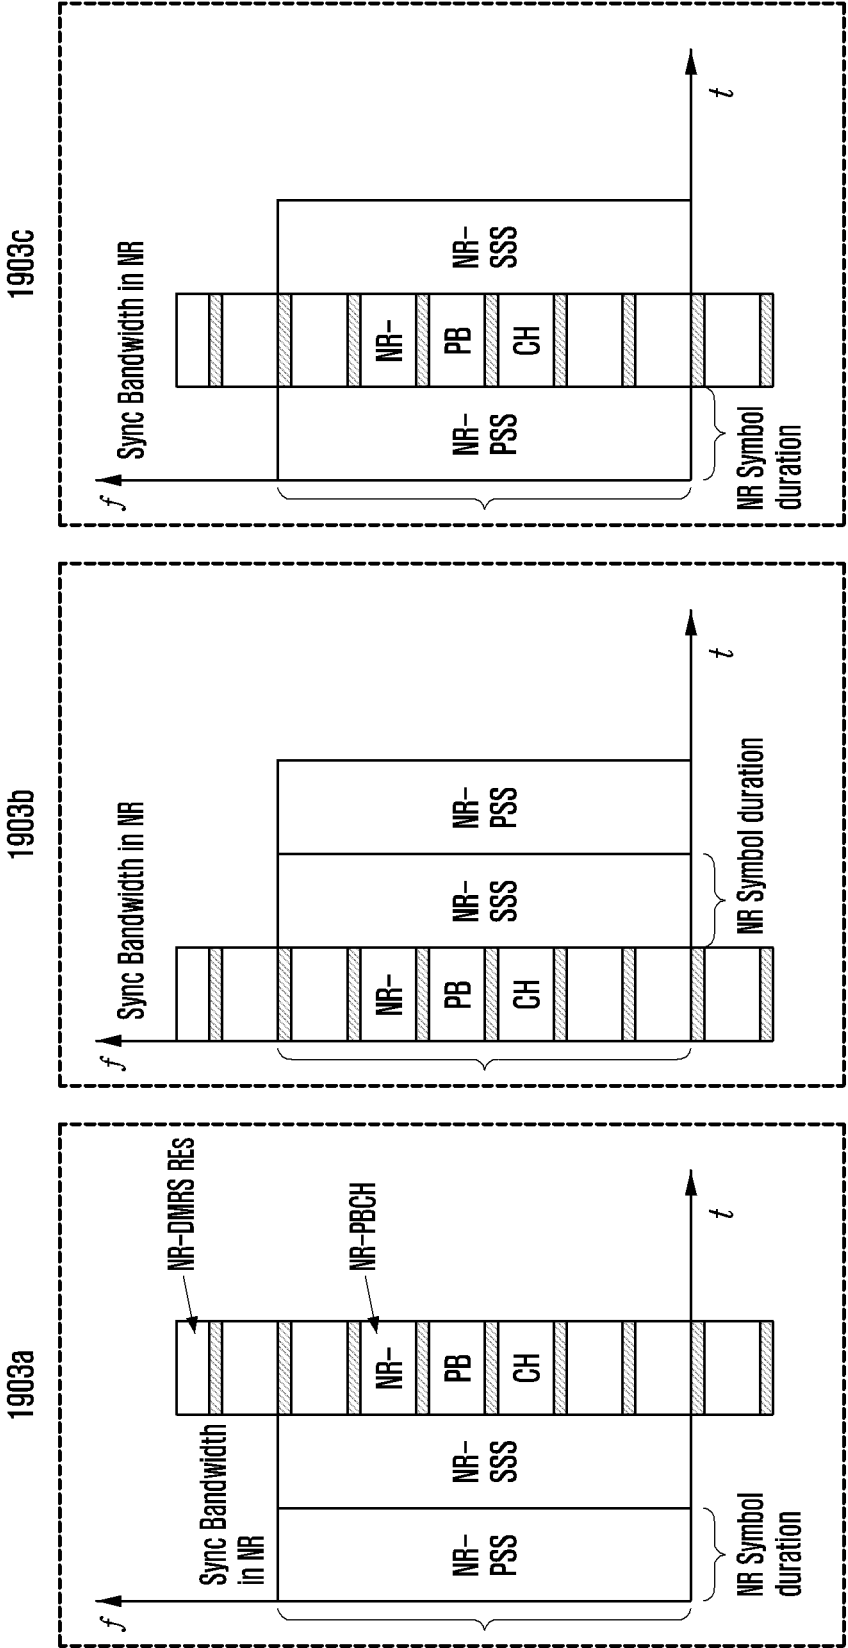 1903a
f
Sync Bandwidth
in NR
NR-DMRS RES
NR-PBCH
NR-
PSS
NR-
SSS
NR-
PB
CH
t
NR Symbol
duration
1903b
f
Sync Bandwidth in NR
NR-
PB
CH
NR-
SSS
NR-
PSS
t
NR Symbol duration
1903c
f
Sync Bandwidth in NR
NR-
PSS
NR-
PB
CH
NR-
SSS
t
NR Symbol
duration